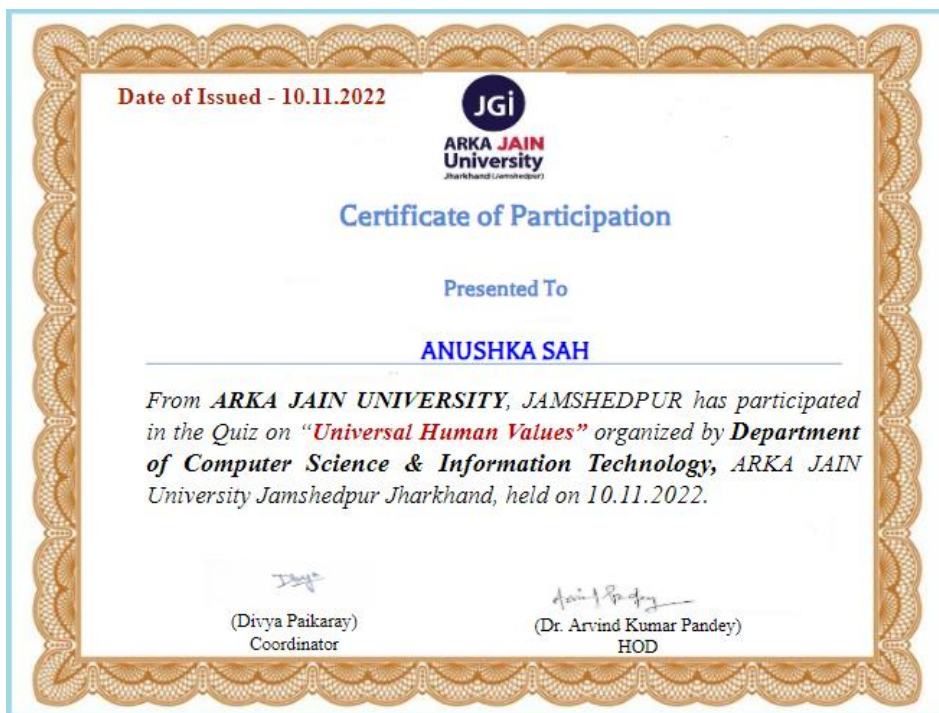 Date of Issued - 10.11.2022
JGi
ARKA JAIN
University
Jharkhand (Jamshedpur)
Certificate of Participation
Presented To
ANUSHKA SAH
From ARKA JAIN UNIVERSITY, JAMSHEDPUR has participated
in the Quiz on “Universal Human Values” organized by Department
of Computer Science & Information Technology, ARKA JAIN
University Jamshedpur Jharkhand, held on 10.11.2022.
Divya
(Divya Paikaray)
(Dr. Arvind Kumar Pandey)
Coordinator
HOD